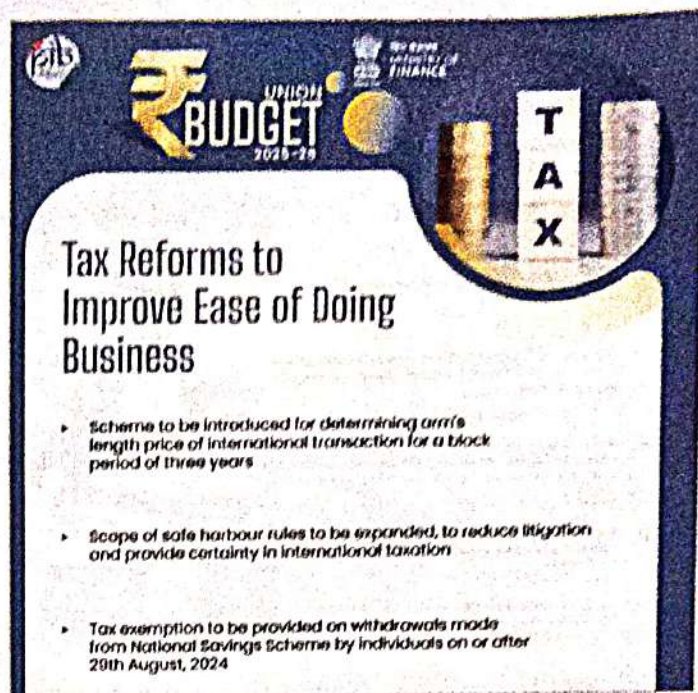 pib
₹ UNION
BUDGET
2025-26
MINISTRY OF
FINANCE
T
A
X
Tax Reforms to
Improve Ease of Doing
Business
Scheme to be introduced for determining arm's
length price of international transaction for a block
period of three years
Scope of safe harbour rules to be expanded, to reduce litigation
and provide certainty in international taxation
Tax exemption to be provided on withdrawals made
from National Savings Scheme by individuals on or after
29th August, 2024